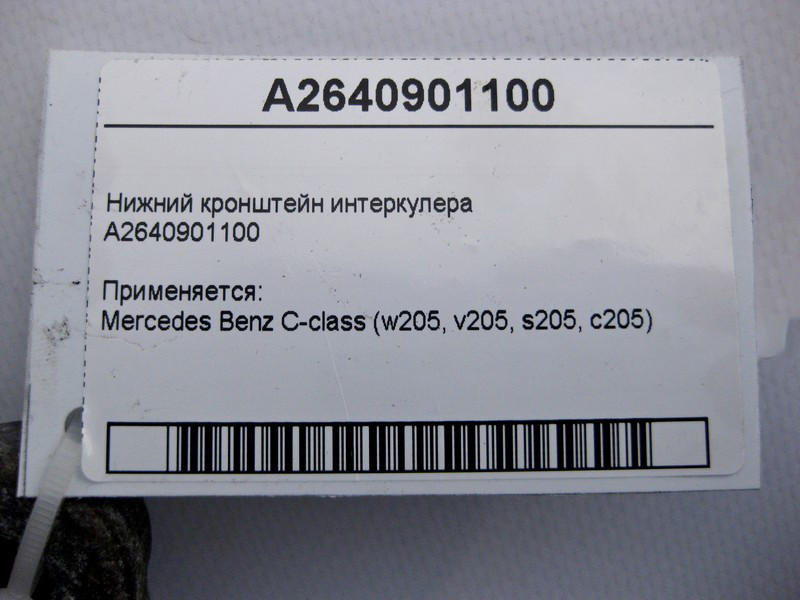 A2640901100
Нижний кронштейн интеркулера
A2640901100
Применяется:
Mercedes Benz C-class (w205, v205, s205, c205)